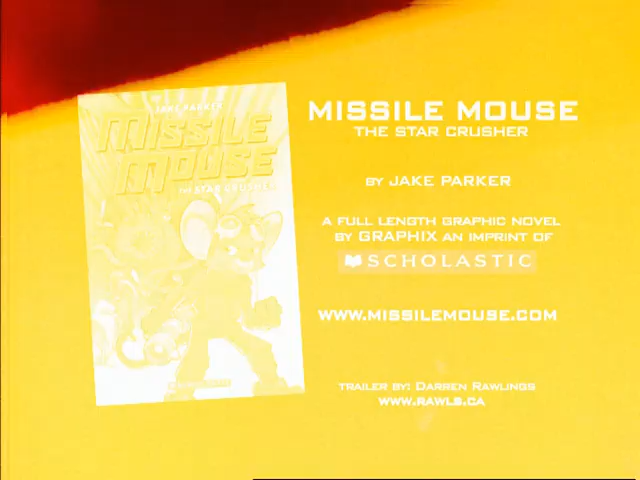 JAKE PARKER
MISSILE
MOUSE
THE STAR CRUSHER
MISSILE MOUSE
THE STAR CRUSHER
BY JAKE PARKER
A FULL LENGTH GRAPHIC NOVEL
BY GRAPHIX AN IMPRINT OF
SCHOLASTIC
WWW.MISSILEMOUSE.COM
TRAILER BY: DARREN RAWLINGS
WWW.RAWLS.CA